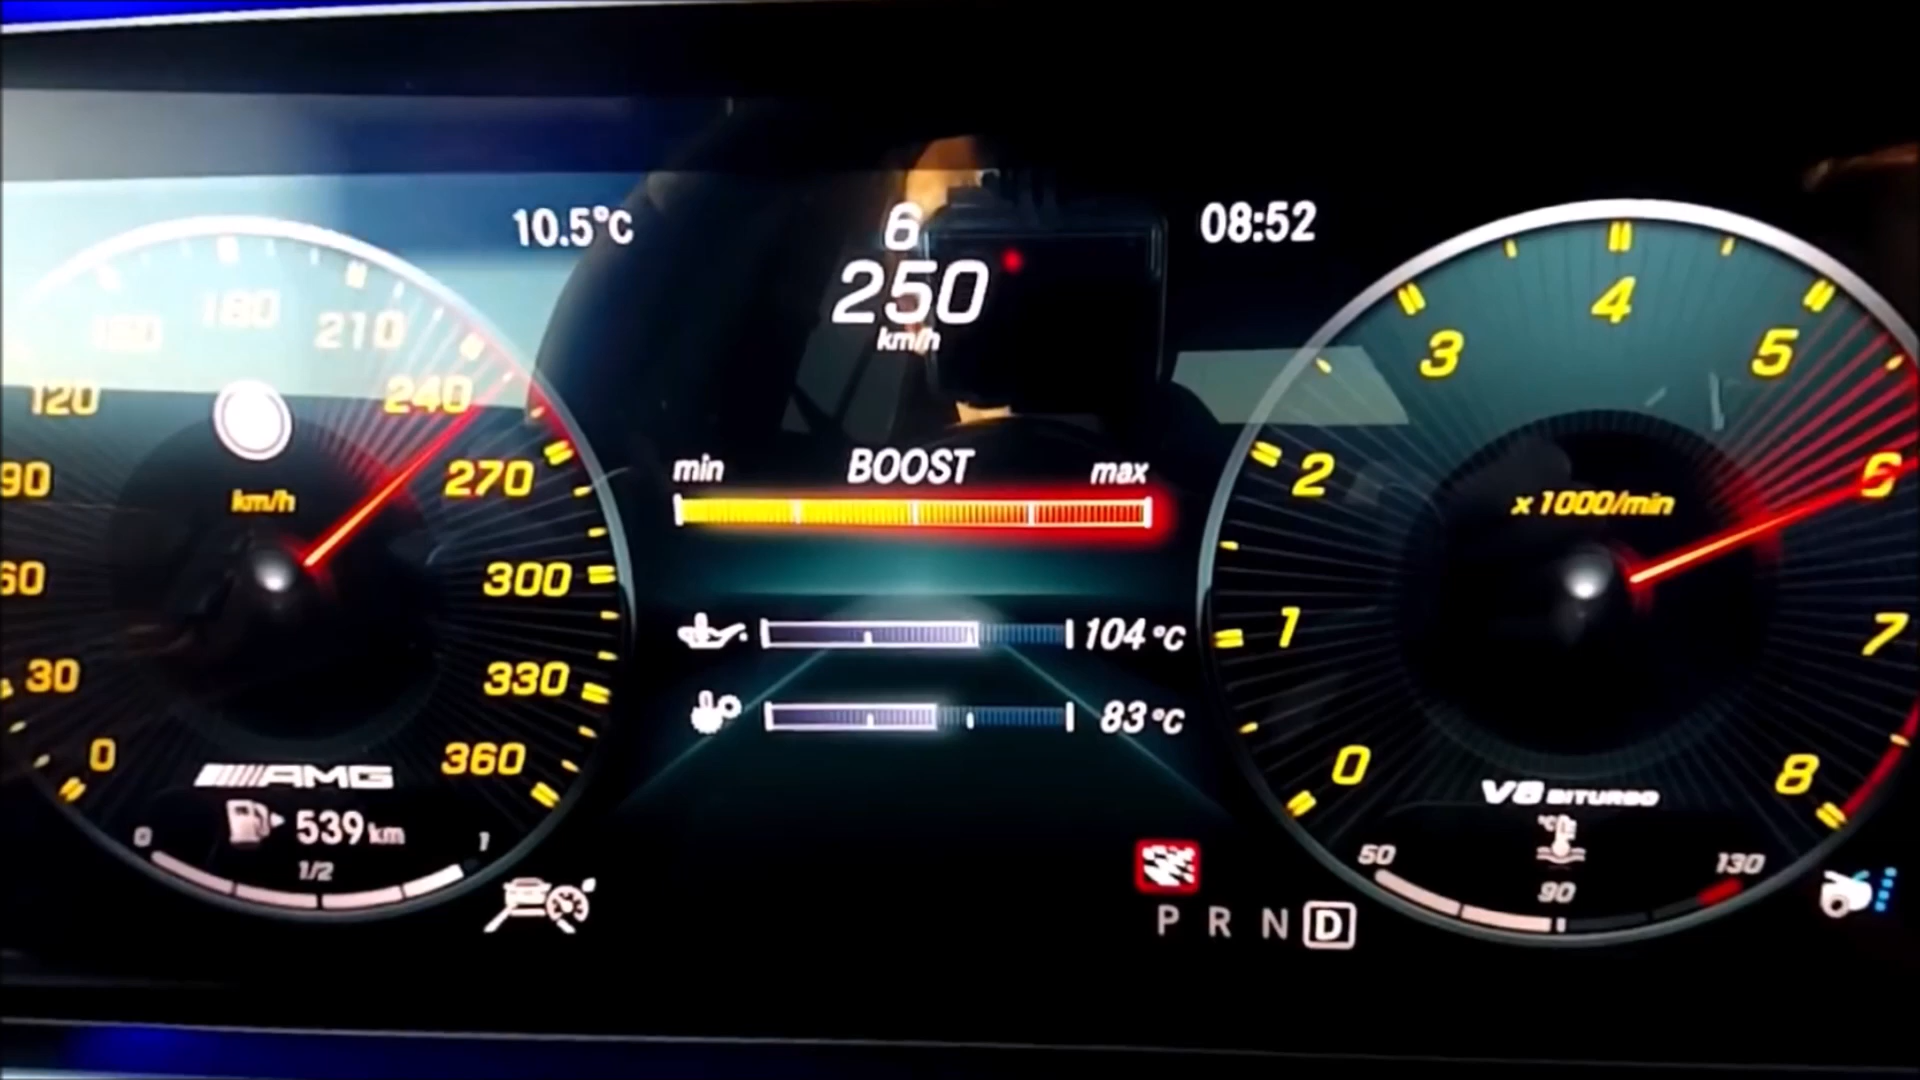 10.5°C
6
250
km/h
08:52
min BOOST max
104 °C
83 °C
0
30
60
90
120
180
210
240
270
300
330
360
km/h
AMG
539 km
0 1/2 1
0
1
2
3
4
5
6
7
8
x 1000/min
V8 BITURBO
°C
50 90 130
P R N D